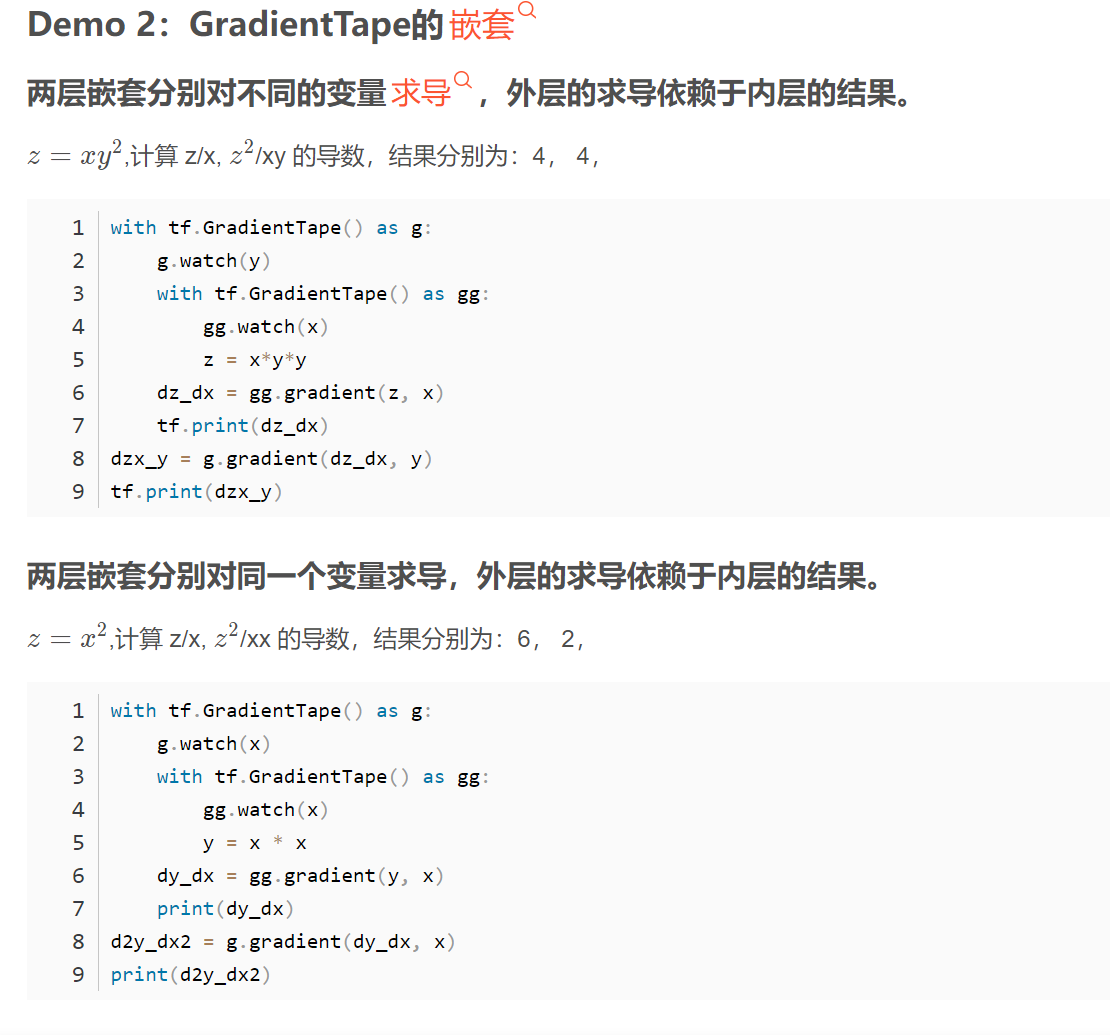 Demo 2：GradientTape的嵌套
两层嵌套分别对不同的变量求导，外层的求导依赖于内层的结果。
z = xy²,计算 z/x, z²/xy 的导数，结果分别为：4， 4，
1 with tf.GradientTape() as g:
2     g.watch(y)
3     with tf.GradientTape() as gg:
4         gg.watch(x)
5         z = x*y*y
6     dz_dx = gg.gradient(z, x)
7     tf.print(dz_dx)
8 dzx_y = g.gradient(dz_dx, y)
9 tf.print(dzx_y)
两层嵌套分别对同一个变量求导，外层的求导依赖于内层的结果。
z = x²,计算 z/x, z²/xx 的导数，结果分别为：6， 2，
1 with tf.GradientTape() as g:
2     g.watch(x)
3     with tf.GradientTape() as gg:
4         gg.watch(x)
5         y = x * x
6     dy_dx = gg.gradient(y, x)
7     print(dy_dx)
8 d2y_dx2 = g.gradient(dy_dx, x)
9 print(d2y_dx2)